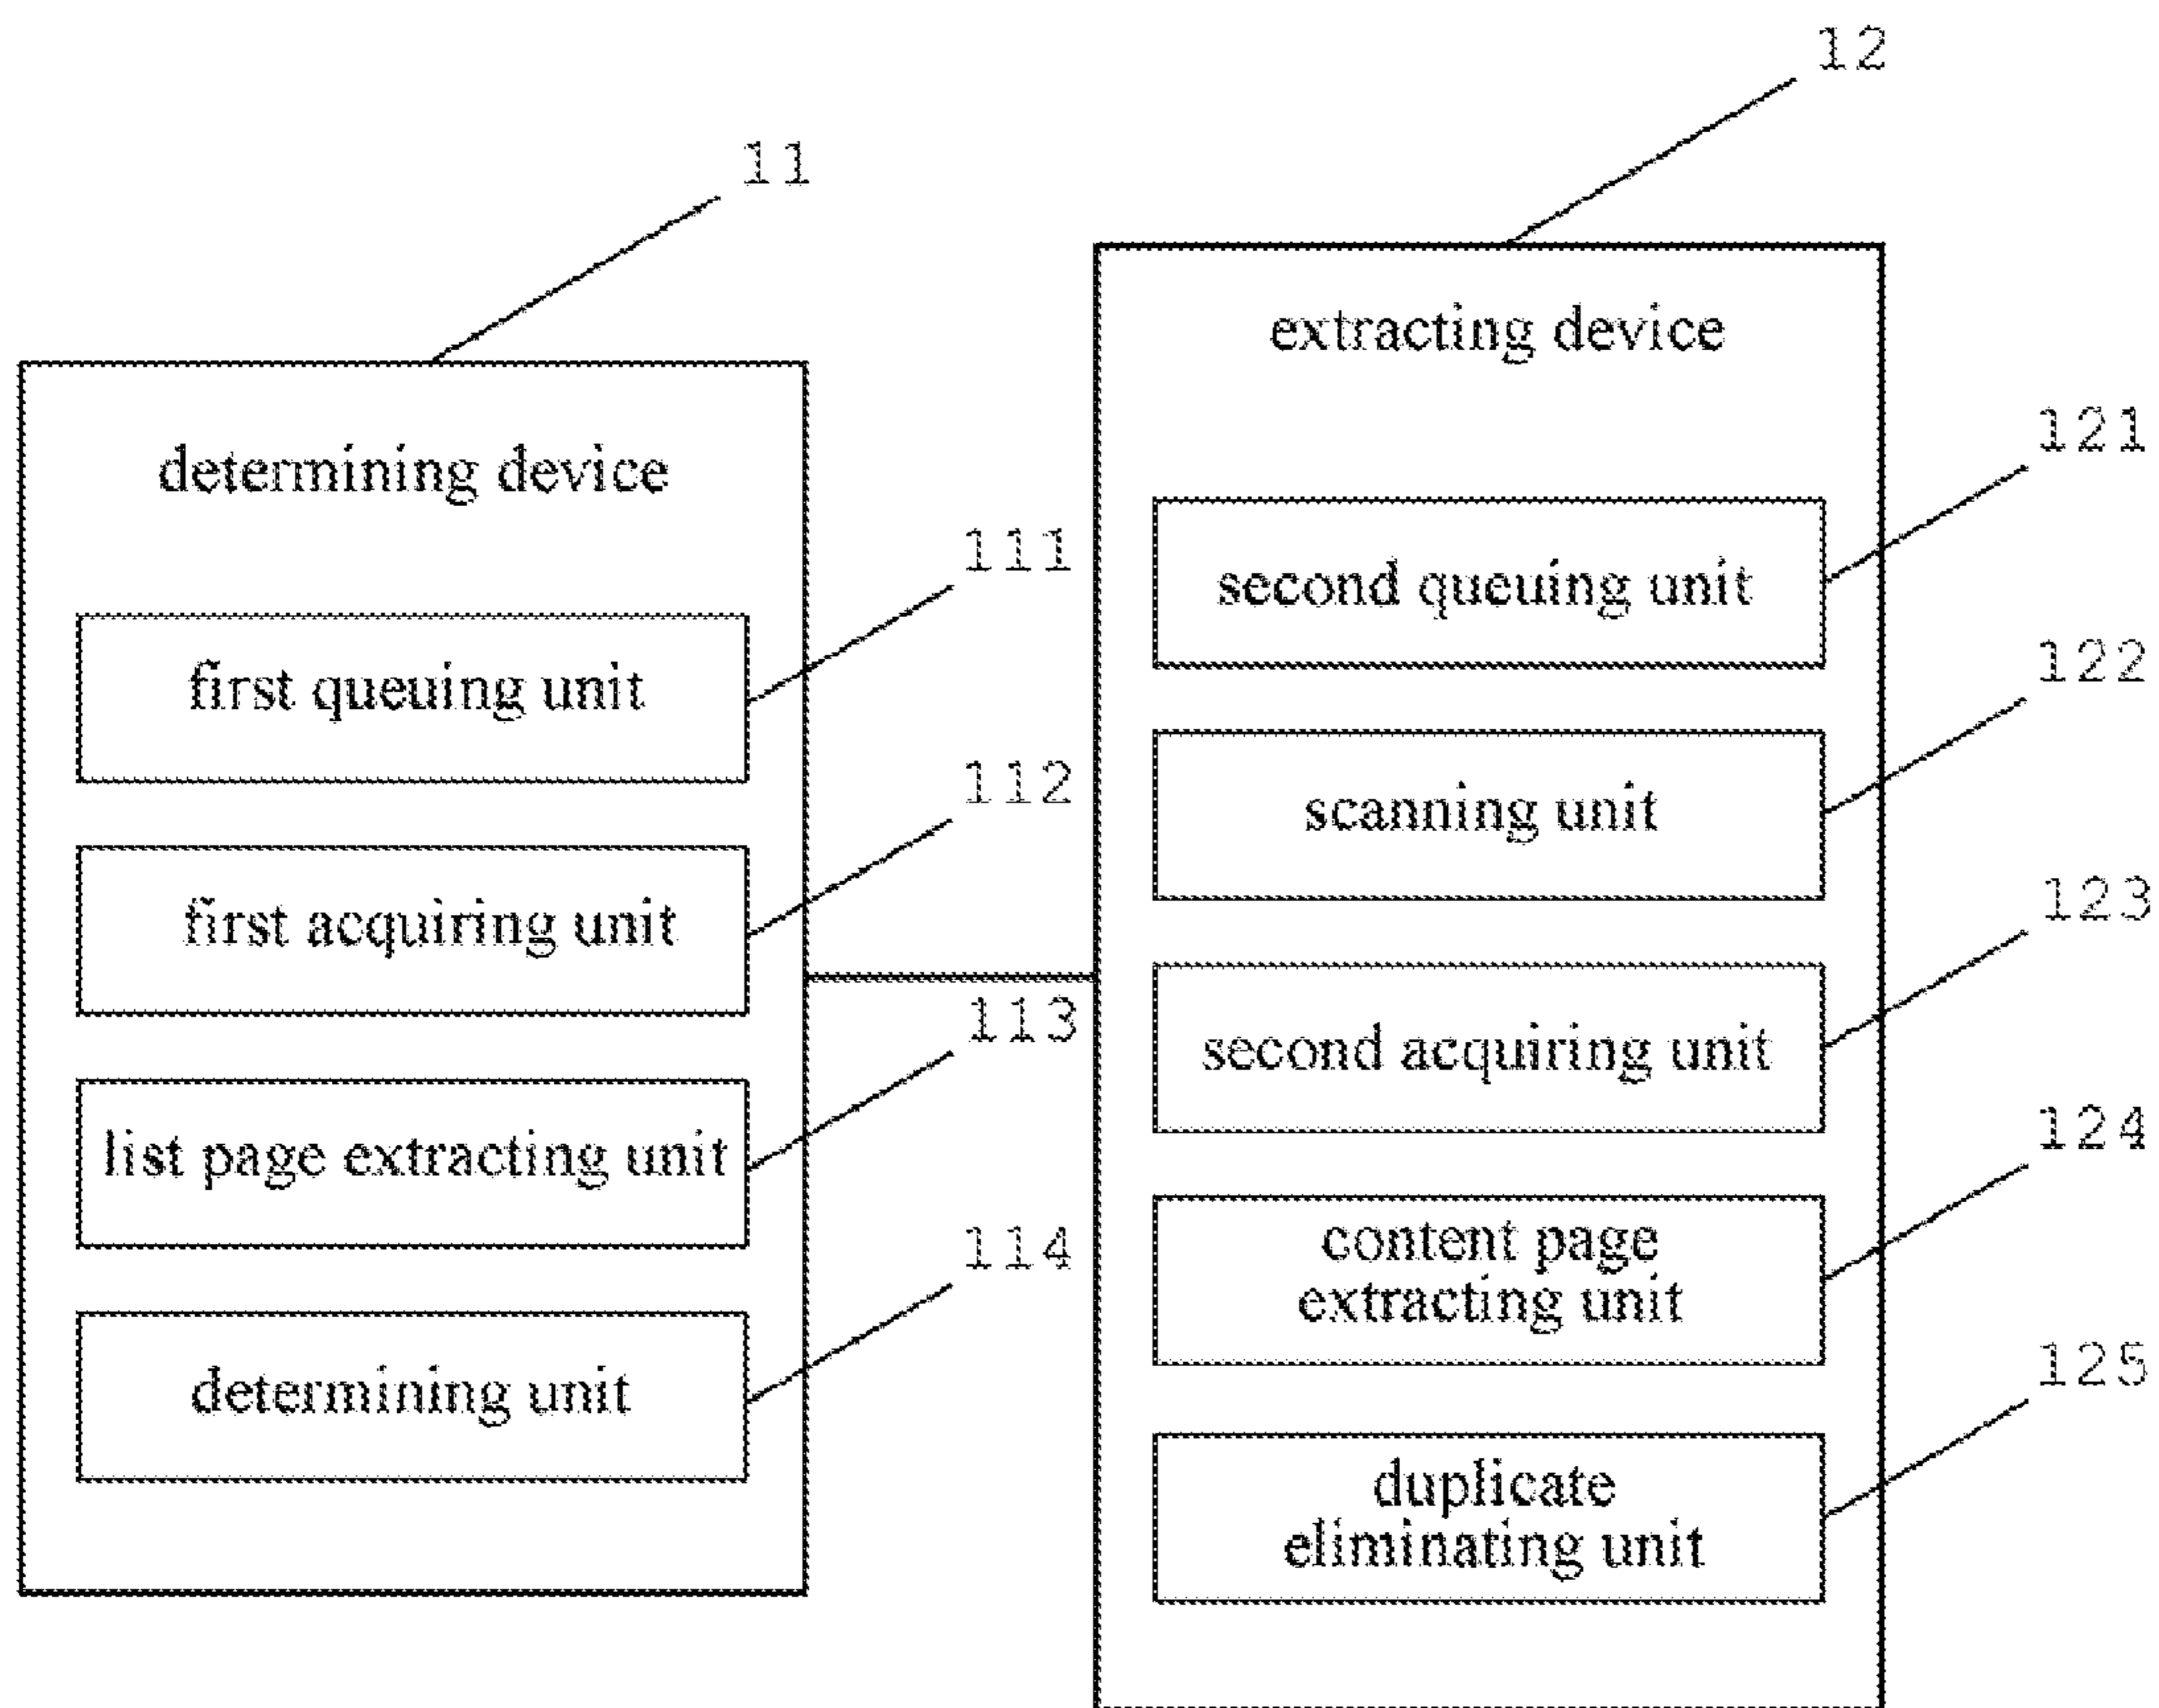 12
11
extracting device
determining device
121
second queuing unit
111
first queuing unit
122
scanning unit
112
first acquiring unit
123
second acquiring unit
113
list page extracting unit
124
content page
extracting unit
114
determining unit
125
duplicate
eliminating unit